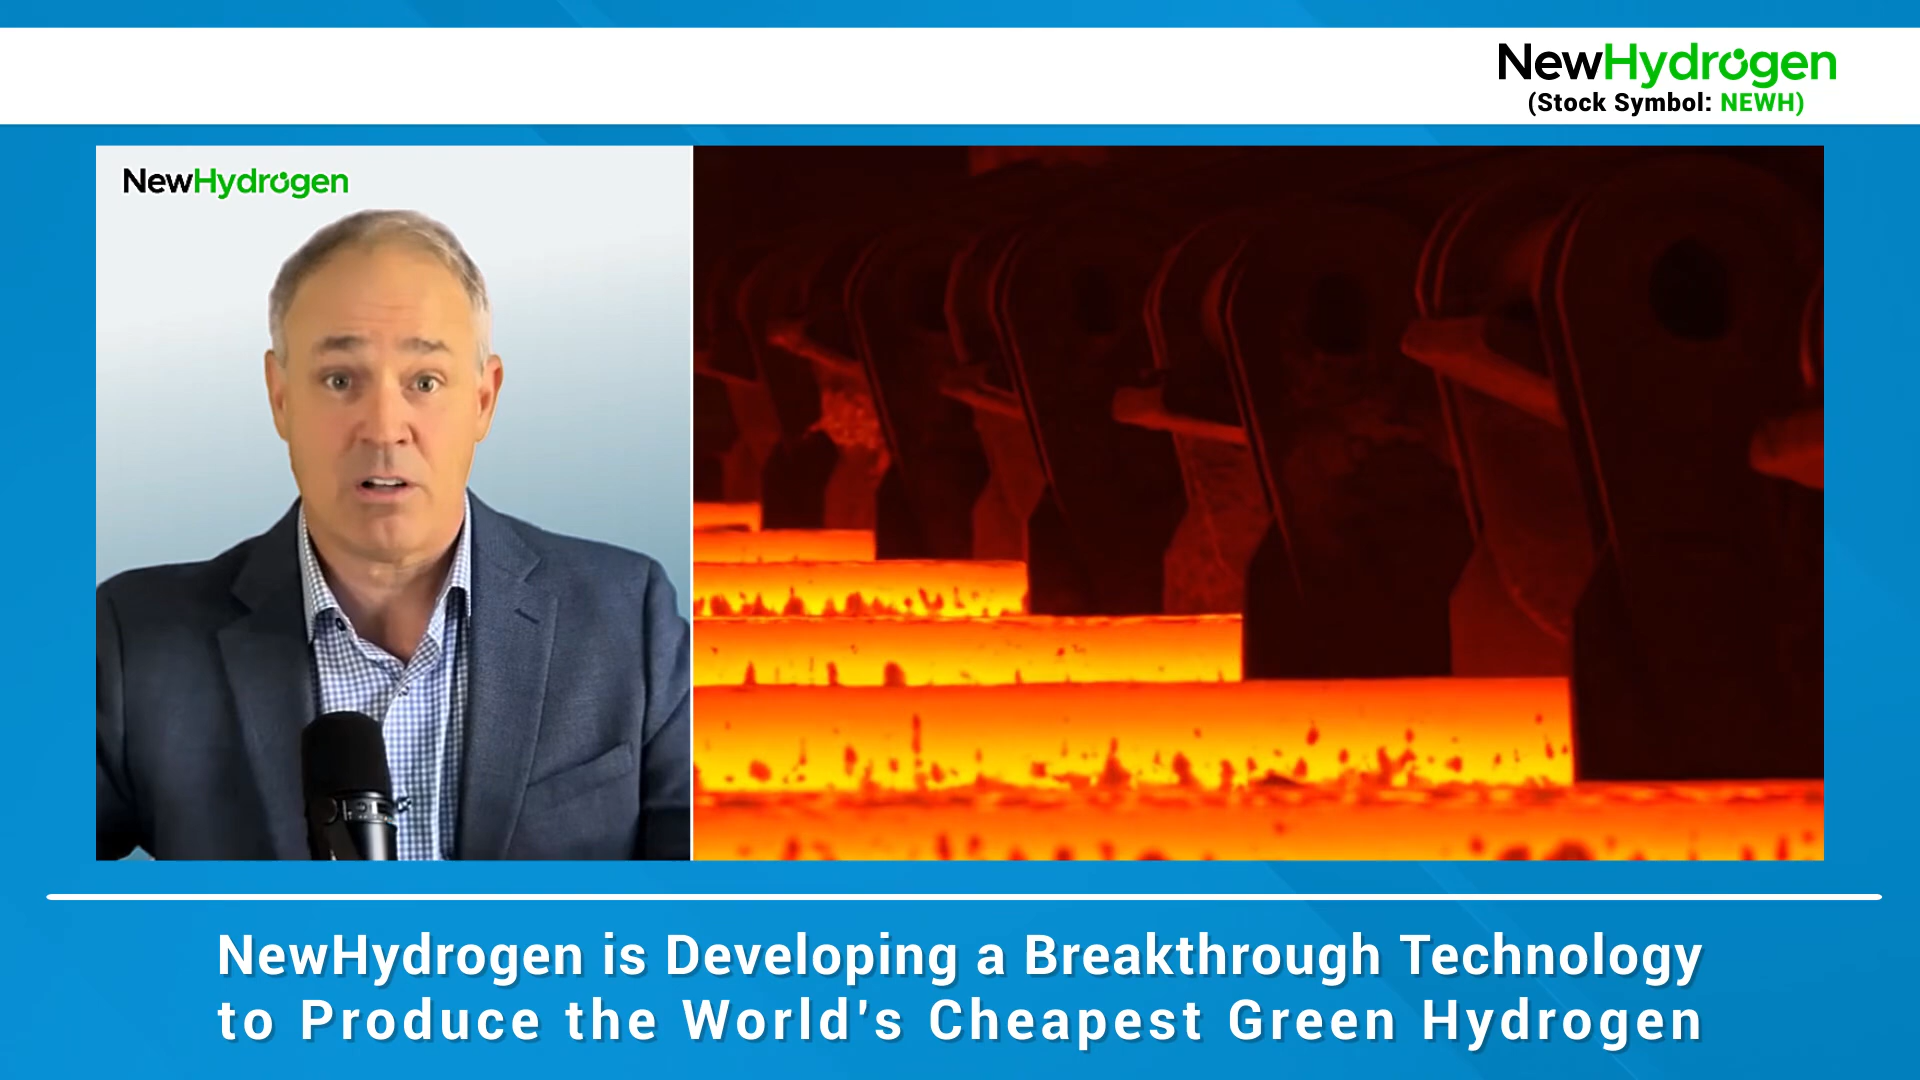 NewHydrogen
(Stock Symbol: NEWH)
NewHydrogen
NewHydrogen is Developing a Breakthrough Technology
to Produce the World's Cheapest Green Hydrogen